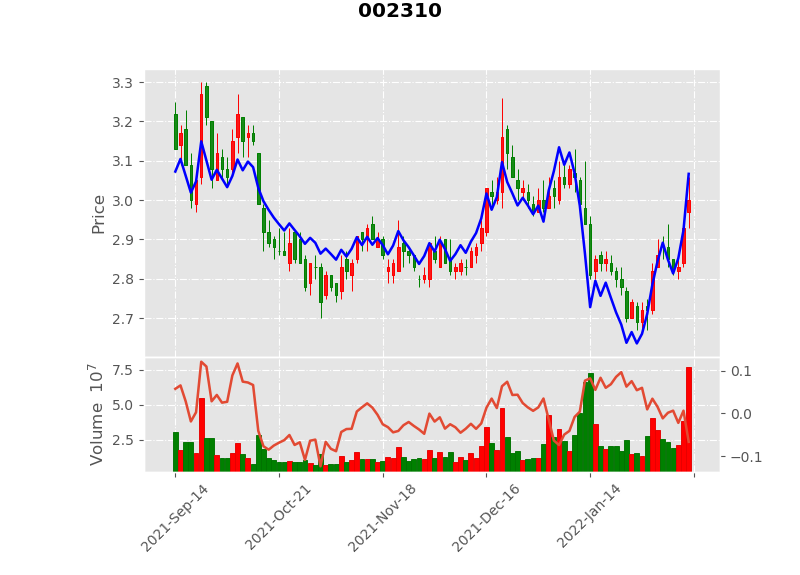 002310
3.3
3.2
3.1
3.0
2.9
2.8
2.7
Price
7.5
5.0
2.5
Volume 10^7
0.1
0.0
−0.1
2021-Sep-14
2021-Oct-21
2021-Nov-18
2021-Dec-16
2022-Jan-14